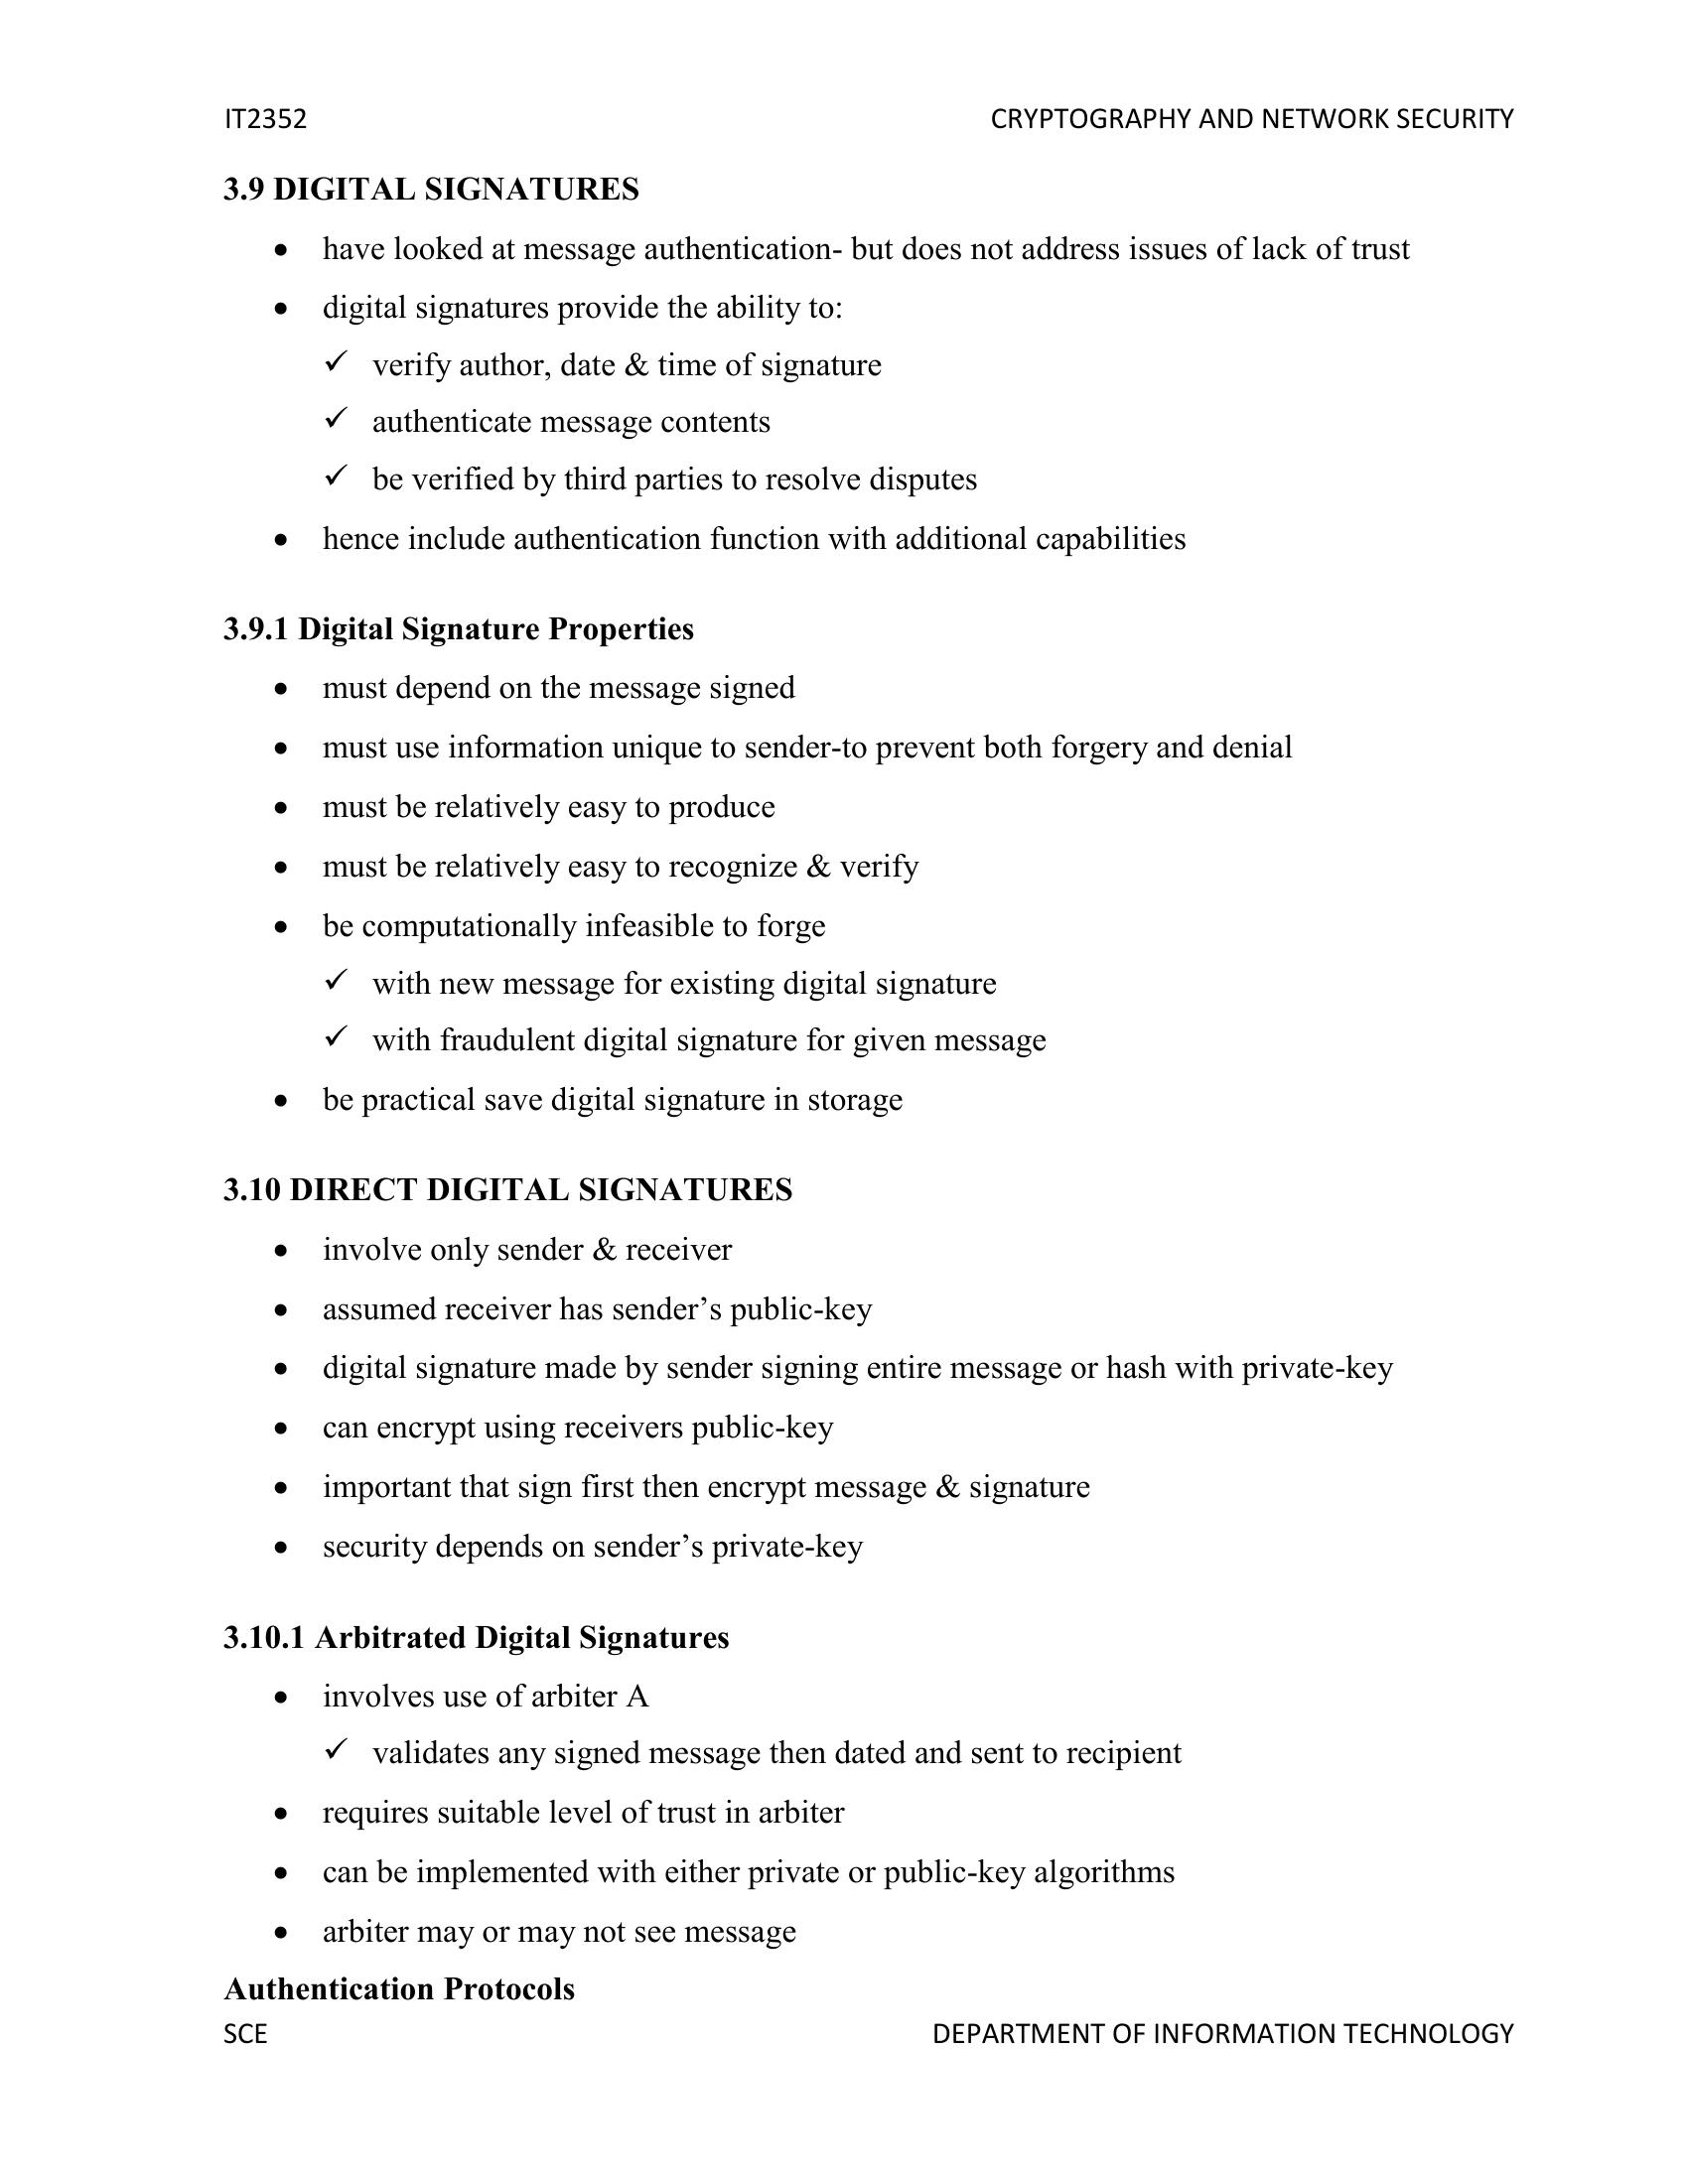 IT2352 CRYPTOGRAPHY AND NETWORK SECURITY
3.9 DIGITAL SIGNATURES
• have looked at message authentication- but does not address issues of lack of trust
• digital signatures provide the ability to:
✓ verify author, date & time of signature
✓ authenticate message contents
✓ be verified by third parties to resolve disputes
• hence include authentication function with additional capabilities
3.9.1 Digital Signature Properties
• must depend on the message signed
• must use information unique to sender-to prevent both forgery and denial
• must be relatively easy to produce
• must be relatively easy to recognize & verify
• be computationally infeasible to forge
✓ with new message for existing digital signature
✓ with fraudulent digital signature for given message
• be practical save digital signature in storage
3.10 DIRECT DIGITAL SIGNATURES
• involve only sender & receiver
• assumed receiver has sender’s public-key
• digital signature made by sender signing entire message or hash with private-key
• can encrypt using receivers public-key
• important that sign first then encrypt message & signature
• security depends on sender’s private-key
3.10.1 Arbitrated Digital Signatures
• involves use of arbiter A
✓ validates any signed message then dated and sent to recipient
• requires suitable level of trust in arbiter
• can be implemented with either private or public-key algorithms
• arbiter may or may not see message
Authentication Protocols
SCE DEPARTMENT OF INFORMATION TECHNOLOGY